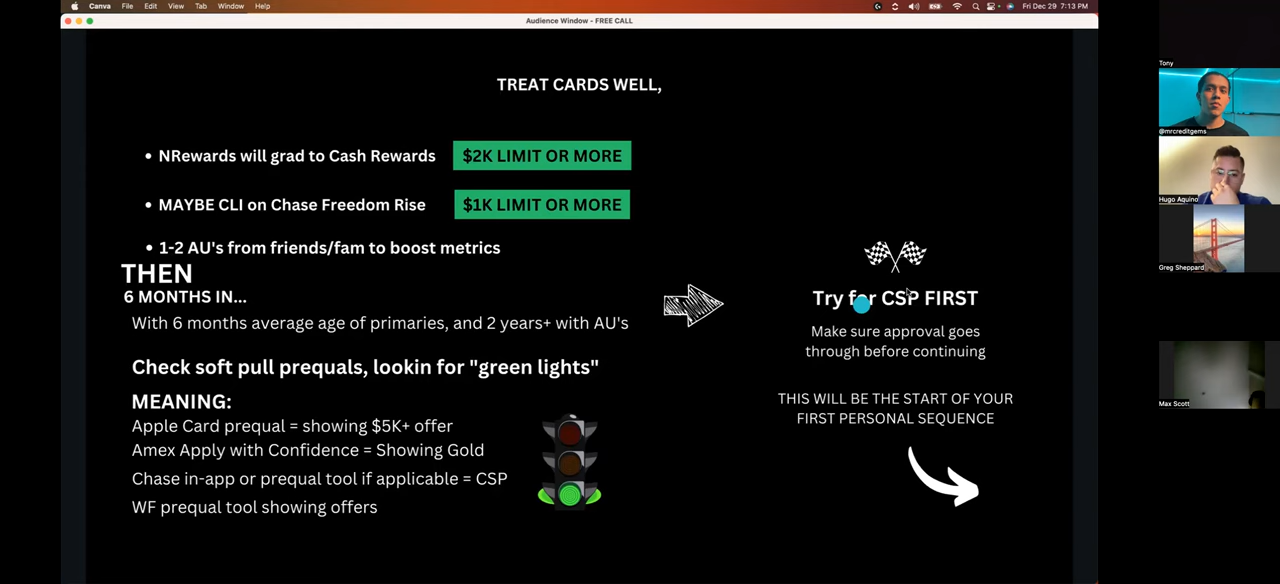 Canva File Edit View Tab Window Help
Fri Dec 29 7:13 PM
Audience Window - FREE CALL
TREAT CARDS WELL,
• NRewards will grad to Cash Rewards
$2K LIMIT OR MORE
• MAYBE CLI on Chase Freedom Rise
$1K LIMIT OR MORE
• 1-2 AU's from friends/fam to boost metrics
THEN
6 MONTHS IN...
With 6 months average age of primaries, and 2 years+ with AU's
Check soft pull prequals, lookin for "green lights"
MEANING:
Apple Card prequal = showing $5K+ offer
Amex Apply with Confidence = Showing Gold
Chase in-app or prequal tool if applicable = CSP
WF prequal tool showing offers
Try for CSP FIRST
Make sure approval goes
through before continuing
THIS WILL BE THE START OF YOUR
FIRST PERSONAL SEQUENCE
Tony
@mrcreditgems
Hugo Aquino
Greg Sheppard
Max Scott